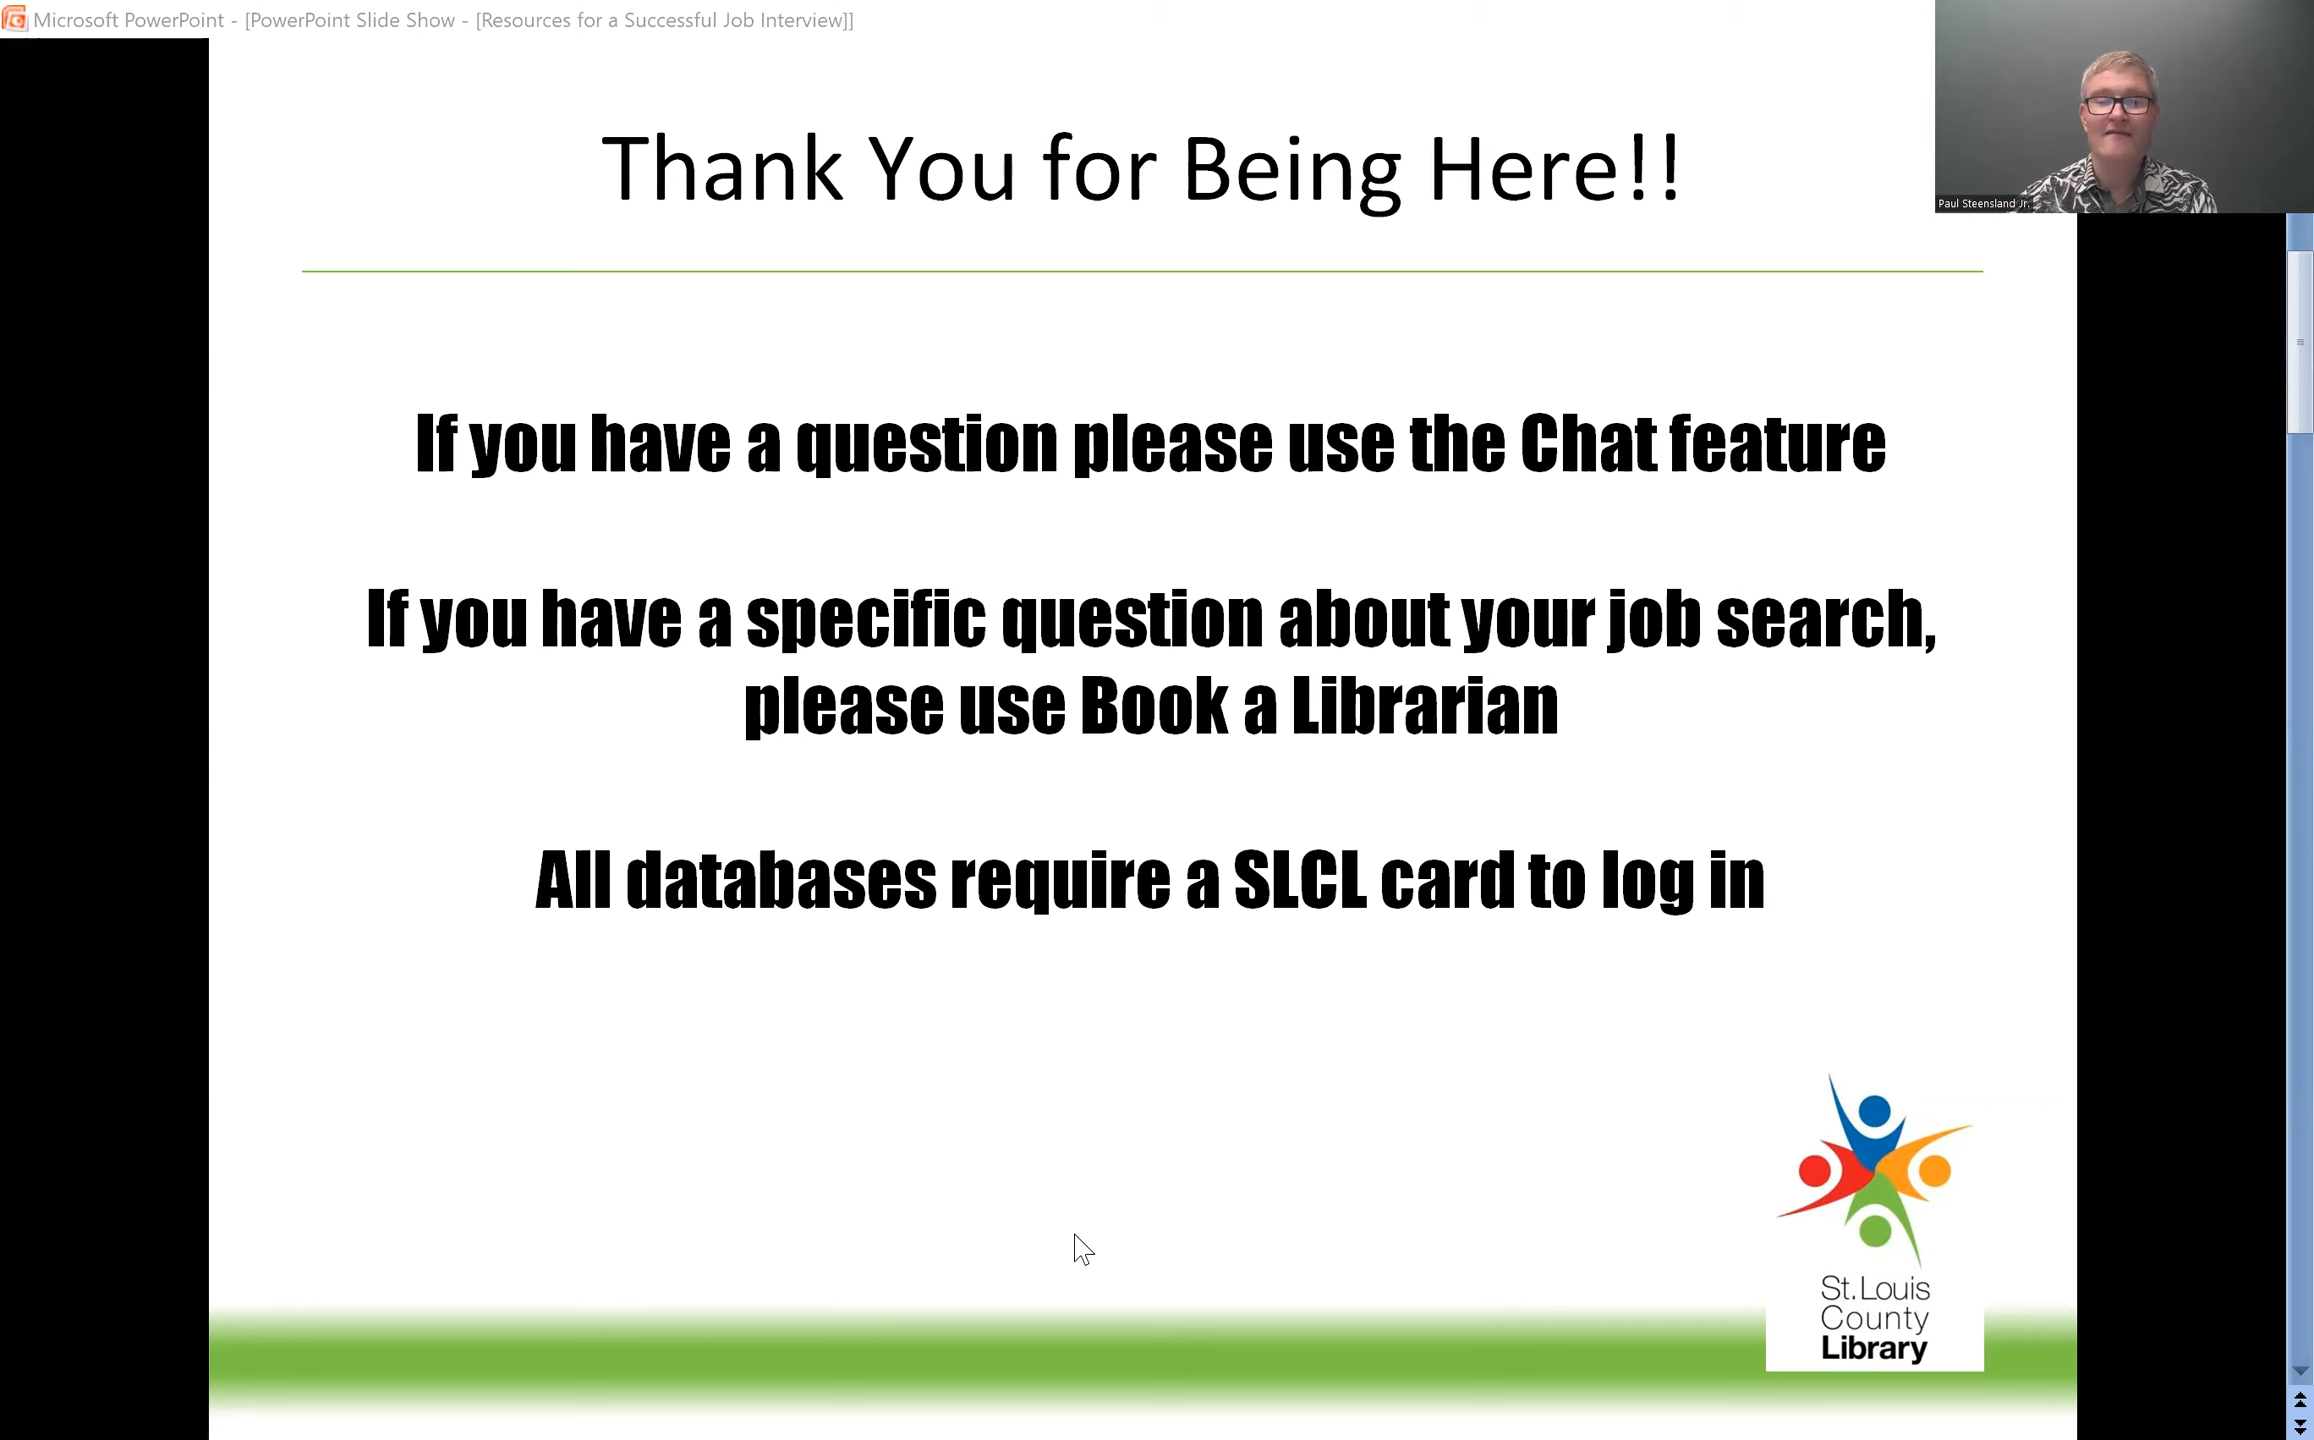 Microsoft PowerPoint - [PowerPoint Slide Show - [Resources for a Successful Job Interview]]
Paul Steensland Jr.
Thank You for Being Here!!
If you have a question please use the Chat feature
If you have a specific question about your job search,
please use Book a Librarian
All databases require a SLCL card to log in
St.Louis
County
Library